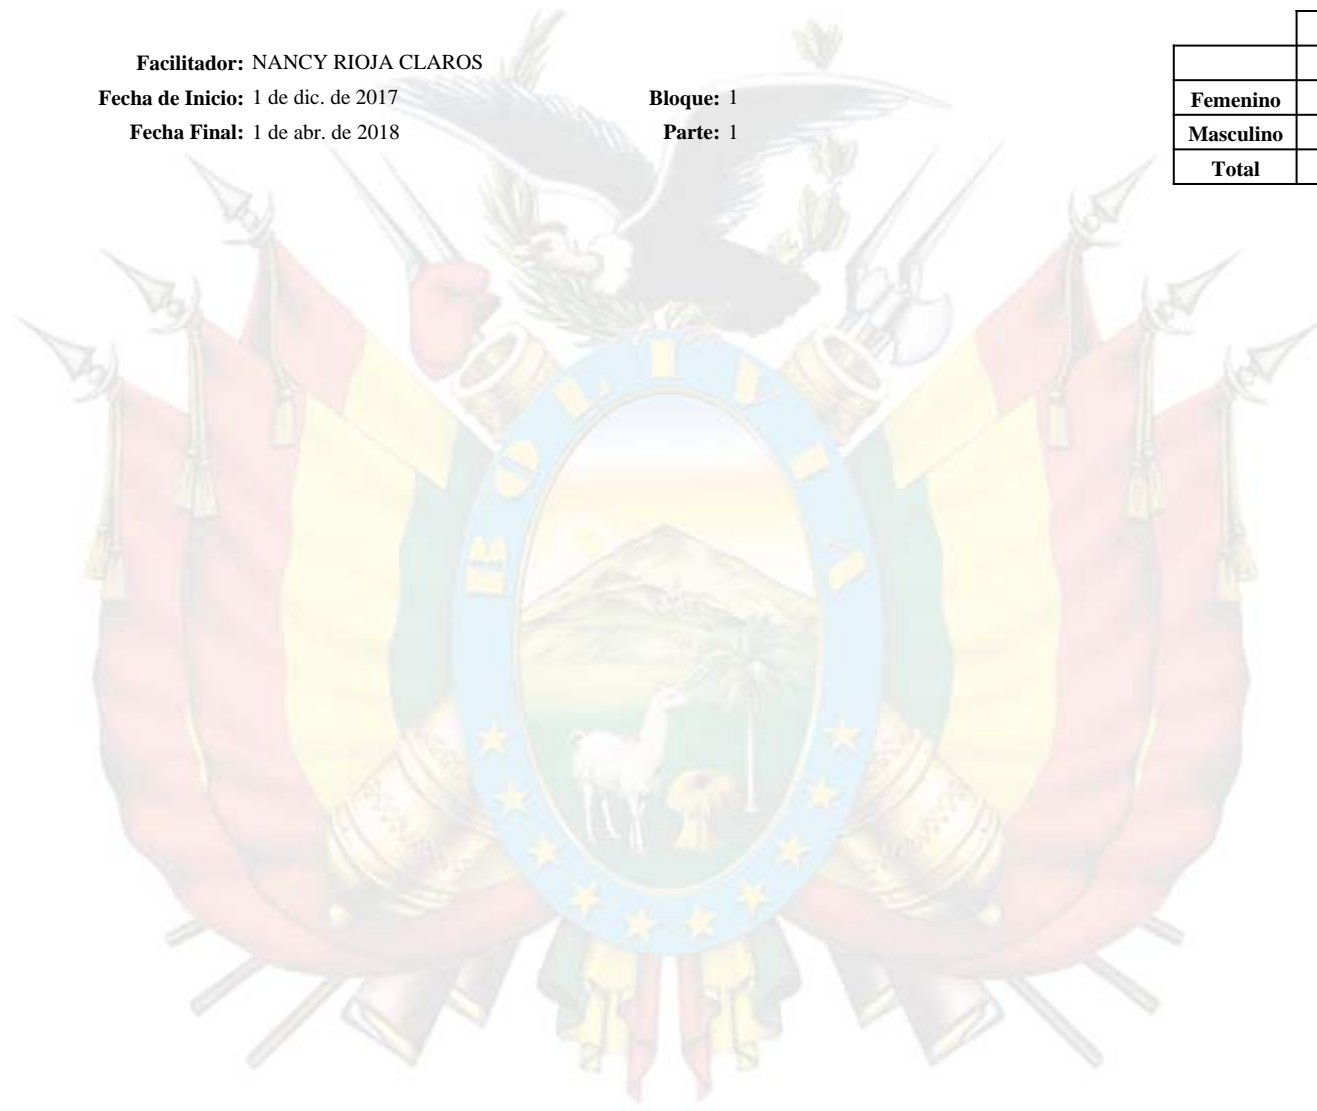 Facilitador: NANCY RIOJA CLAROS
Fecha de Inicio: 1 de dic. de 2017 Bloque: 1
Fecha Final: 1 de abr. de 2018 Parte: 1
Femenino
Masculino
Total
BOLIVIA